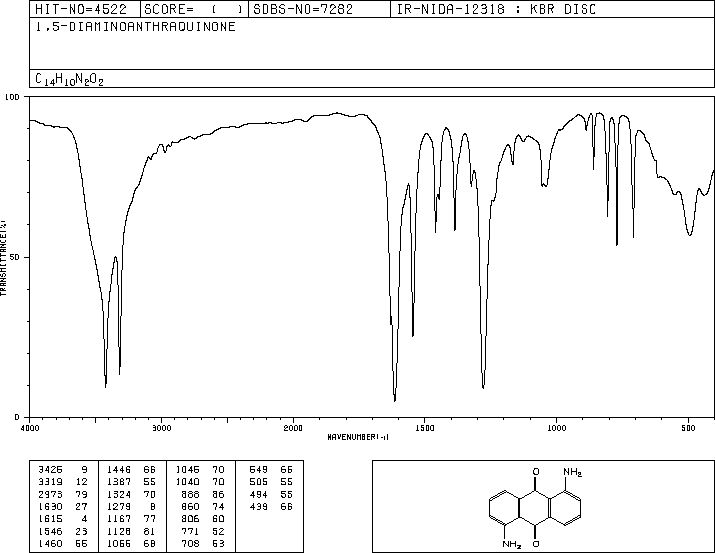 HIT-NO=4522 SCORE= ( ) SDBS-NO=7282 IR-NIDA-12318 : KBR DISC
1,5-DIAMINOANTHRAQUINONE
C14H10N2O2
100
50
0
TRANSMITTANCE(%)
4000 3000 2000 1500 1000 500
WAVENUMBER(-1)
3425 9 1446 66 1045 70 549 66
3319 12 1387 55 1040 70 505 55
2973 79 1324 70 888 86 494 55
1630 27 1279 8 860 74 439 66
1615 4 1167 77 806 60
1546 23 1128 81 771 52
1460 55 1055 68 708 53
O NH2
NH2 O